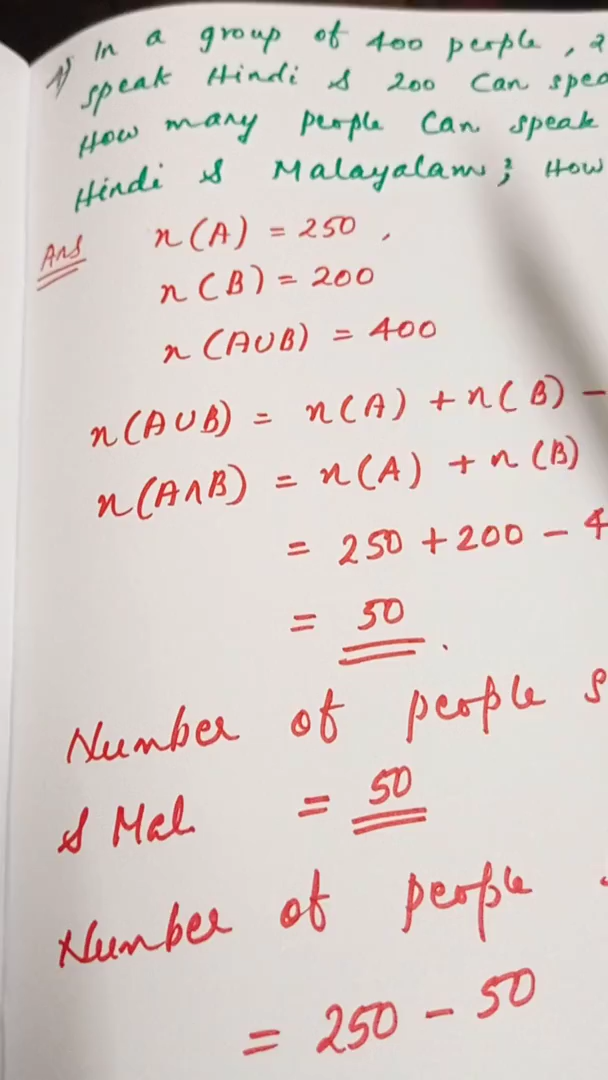 1) In a group of 400 people, 2
speak Hindi & 200 Can spea
How many people Can speak
Hindi & Malayalam; How
Ans n(A) = 250,
n(B) = 200
n(A∪B) = 400
n(A∪B) = n(A) + n(B) -
n(A∩B) = n(A) + n(B)
= 250 + 200 - 4
= 50.
Number of people s
& Mal = 50
Number of people
= 250 - 50